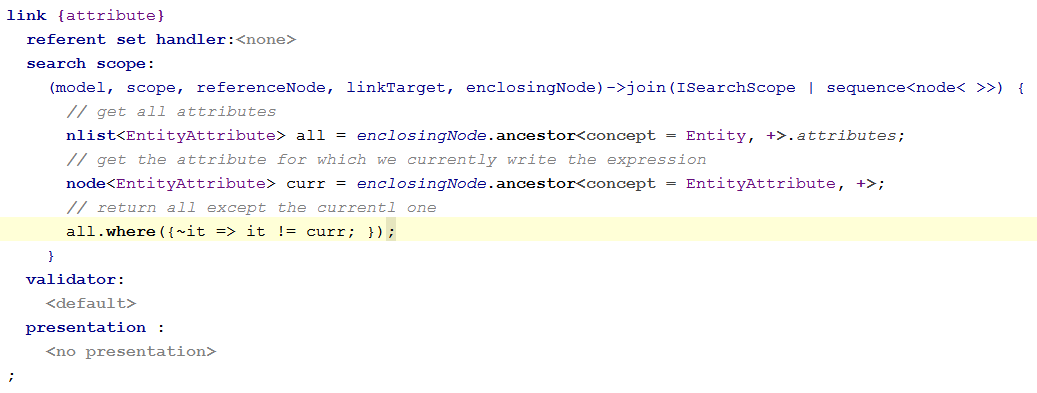 link {attribute}
referent set handler:<none>
search scope:
(model, scope, referenceNode, linkTarget, enclosingNode)->join(ISearchScope | sequence<node< >>) {
// get all attributes
nlist<EntityAttribute> all = enclosingNode.ancestor<concept = Entity, +>.attributes;
// get the attribute for which we currently write the expression
node<EntityAttribute> curr = enclosingNode.ancestor<concept = EntityAttribute, +>;
// return all except the currentl one
all.where({~it => it != curr; });
}
validator:
<default>
presentation :
<no presentation>
;